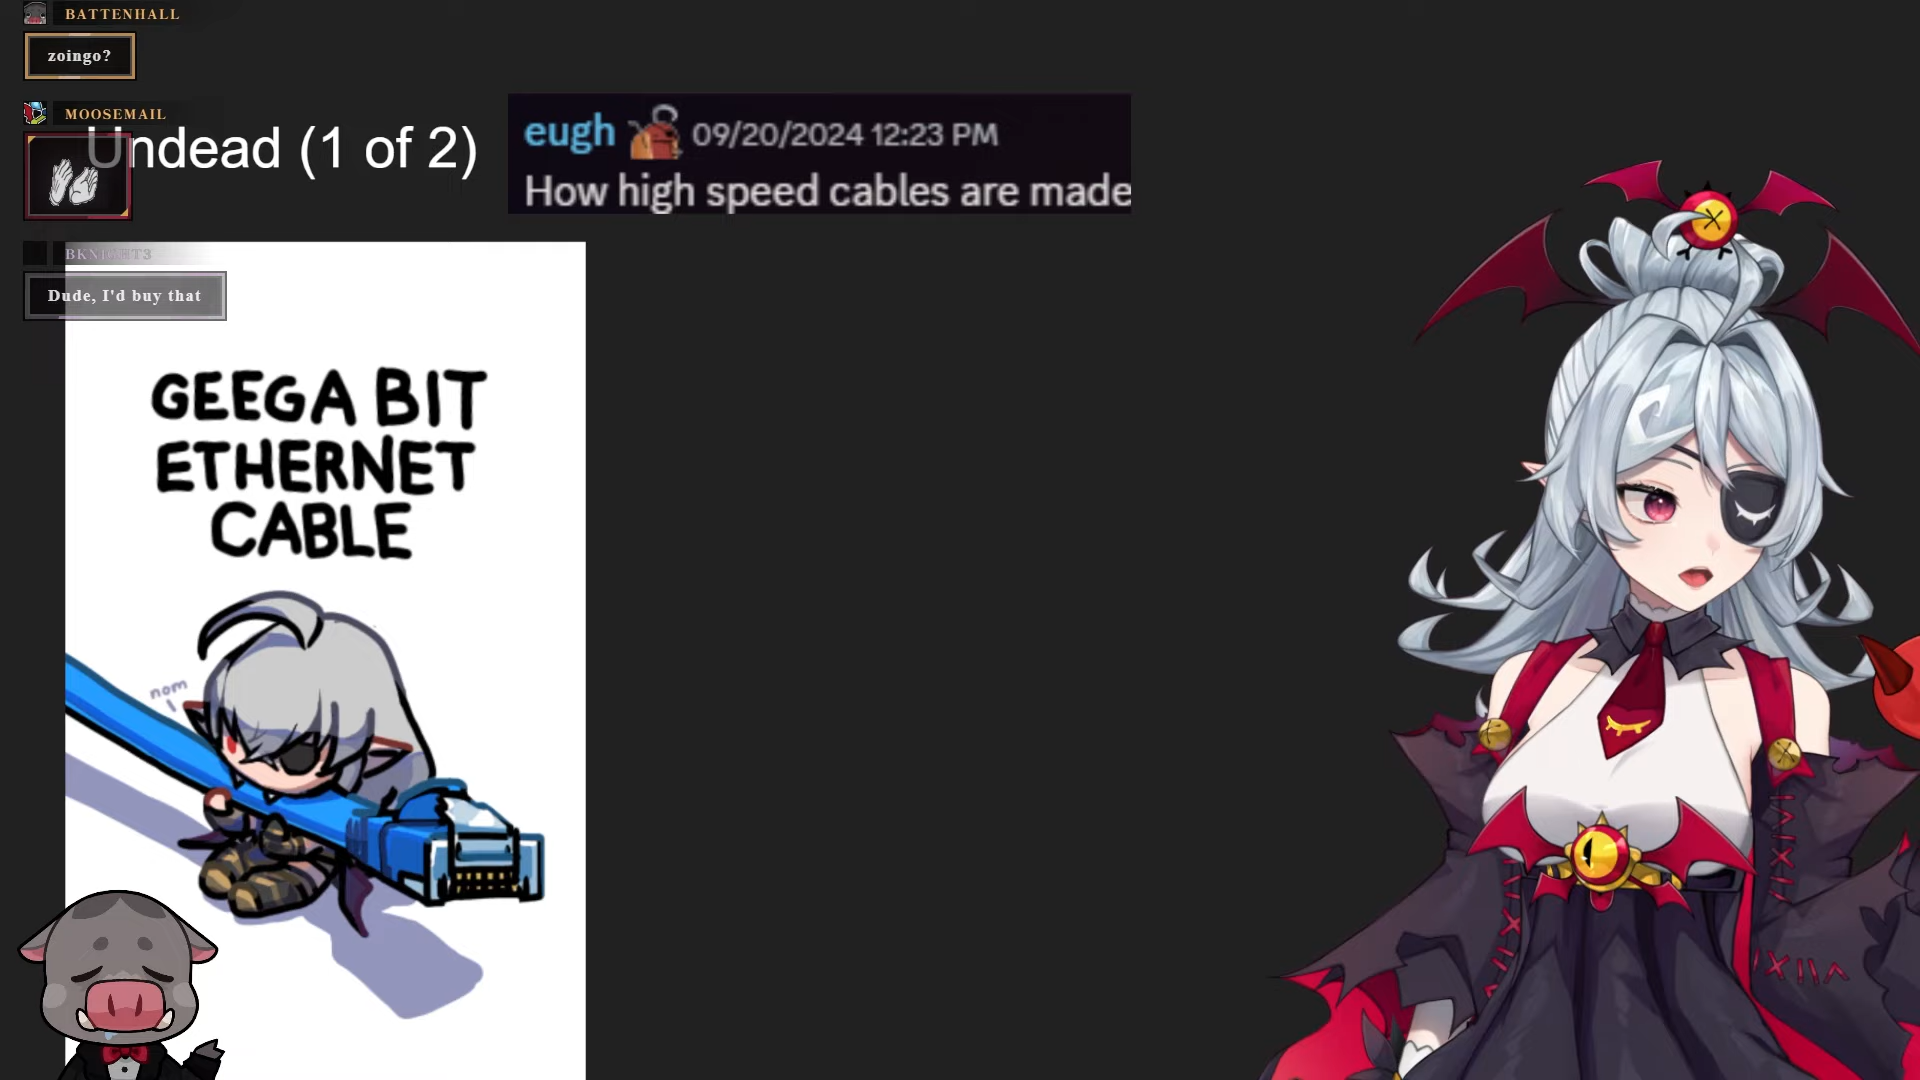 BATTENHALL
zoingo?
MOOSEMAIL
Undead (1 of 2)
eugh 09/20/2024 12:23 PM
How high speed cables are made
BKNIGHT3
Dude, I'd buy that
GEEGA BIT
ETHERNET
CABLE
nom